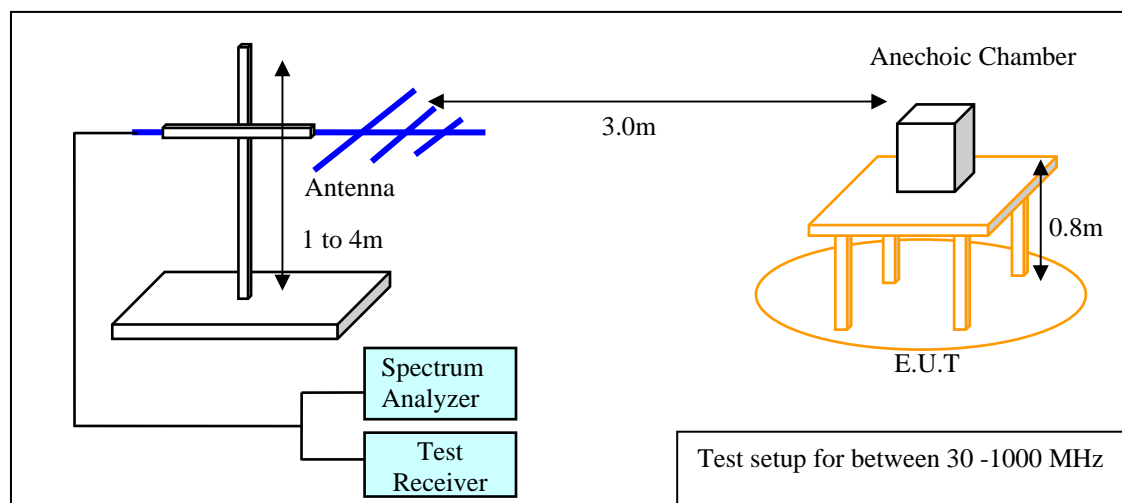 Anechoic Chamber
3.0m
Antenna
1 to 4m
0.8m
E.U.T
Spectrum
Analyzer
Test
Receiver
Test setup for between 30 -1000 MHz